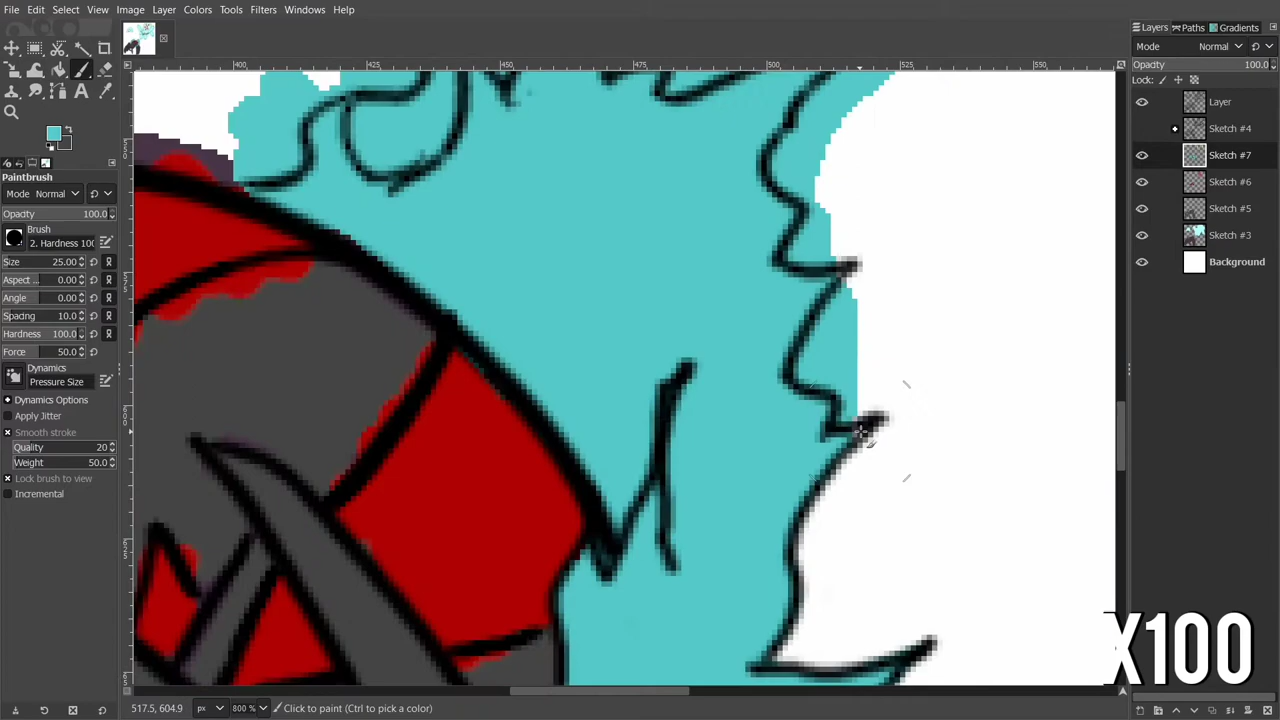 File Edit Select View Image Layer Colors Tools Filters Windows Help
Layers Paths Gradients
Mode Normal
Opacity 100.0
Lock:
Layer
Sketch #4
Sketch #7
Sketch #6
Sketch #5
Sketch #3
Background
400 425 450 475 500 525 550
Paintbrush
Mode Normal
Opacity 100.0
Brush
2. Hardness 100
Size 25.00
Aspect ... 0.00
Angle 0.00
Spacing 10.0
Hardness 100.0
Force 50.0
Dynamics
Pressure Size
Dynamics Options
Apply Jitter
Smooth stroke
Quality 20
Weight 50.0
Lock brush to view
Incremental
X100
517.5, 604.9 px 800 % Click to paint (Ctrl to pick a color)